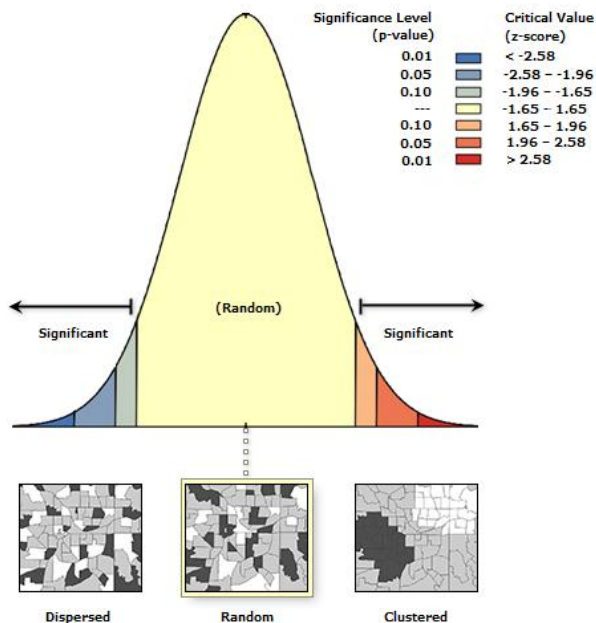 Significance Level
(p-value)
Critical Value
(z-score)
0.01 < -2.58
0.05 -2.58 – -1.96
0.10 -1.96 – -1.65
--- -1.65 – 1.65
0.10 1.65 – 1.96
0.05 1.96 – 2.58
0.01 > 2.58
(Random)
Significant
Significant
Dispersed
Random
Clustered